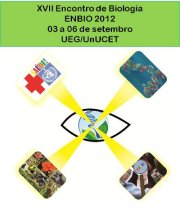 XVII Encontro de Biologia
ENBIO 2012
03 a 06 de setembro
UEG/UnUCET